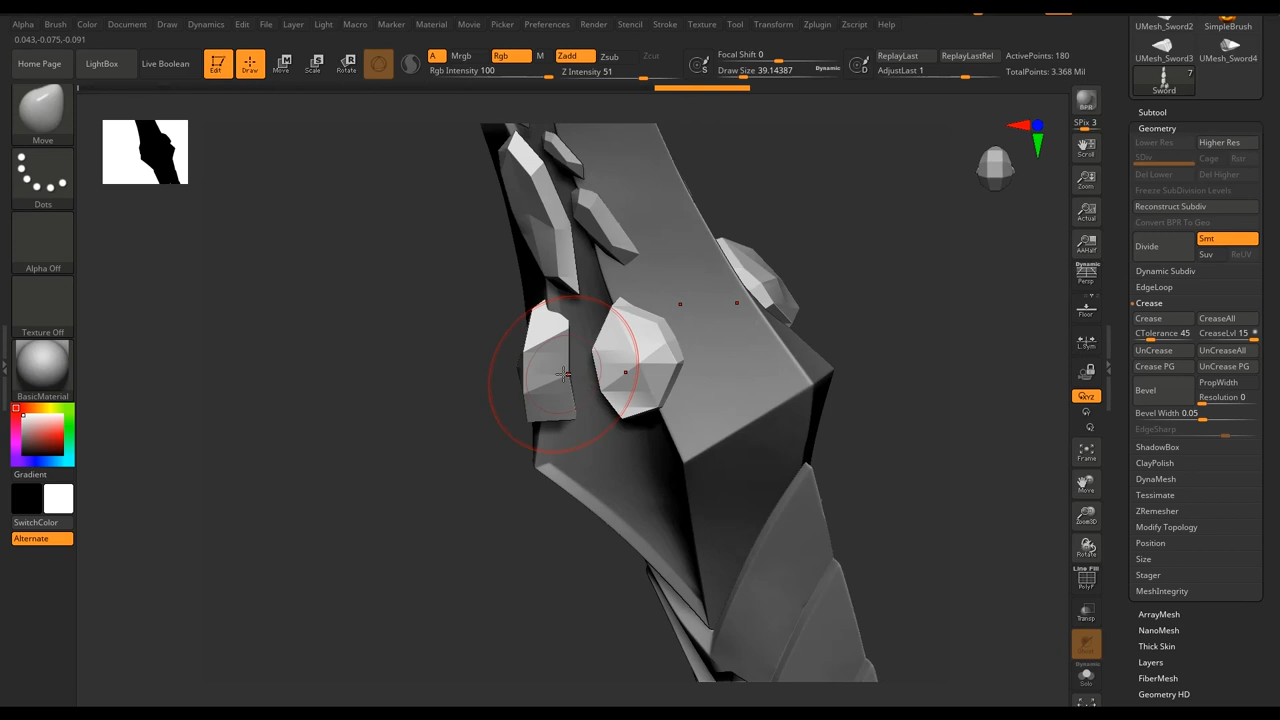 Alpha Brush Color Document Draw Dynamics Edit File Layer Light Macro Marker Material Movie Picker Preferences Render Stencil Stroke Texture Tool Transform Zplugin Zscript Help
0.043,-0.075,-0.091
Home Page LightBox Live Boolean Edit Draw Move Scale Rotate
A Mrgb Rgb M Zadd Zsub Zcut
Rgb Intensity 100 Z Intensity 51
Focal Shift 0
Draw Size 39.14387 Dynamic
ReplayLast ReplayLastRel ActivePoints: 180
AdjustLast 1 TotalPoints: 3.368 Mil
Move
Dots
Alpha Off
Texture Off
BasicMaterial
Gradient
SwitchColor
Alternate
BPR
SPix 3
Scroll
Zoom
Actual
AAHalf
Dynamic
Persp
Floor
L.Sym
XYZ
Frame
Move
Zoom3D
Rotate
Line Fill
PolyF
Transp
Dynamic
Solo
UMesh_Sword2 SimpleBrush
UMesh_Sword3 UMesh_Sword4
7
Sword
Subtool
Geometry
Lower Res Higher Res
SDiv Cage Rstr
Del Lower Del Higher
Freeze SubDivision Levels
Reconstruct Subdiv
Convert BPR To Geo
Divide Smt
Suv ReUV
Dynamic Subdiv
EdgeLoop
Crease
Crease CreaseAll
CTolerance 45 CreaseLvl 15
UnCrease UnCreaseAll
Crease PG UnCrease PG
Bevel PropWidth
Resolution 0
Bevel Width 0.05
EdgeSharp
ShadowBox
ClayPolish
DynaMesh
Tessimate
ZRemesher
Modify Topology
Position
Size
Stager
MeshIntegrity
ArrayMesh
NanoMesh
Thick Skin
Layers
FiberMesh
Geometry HD